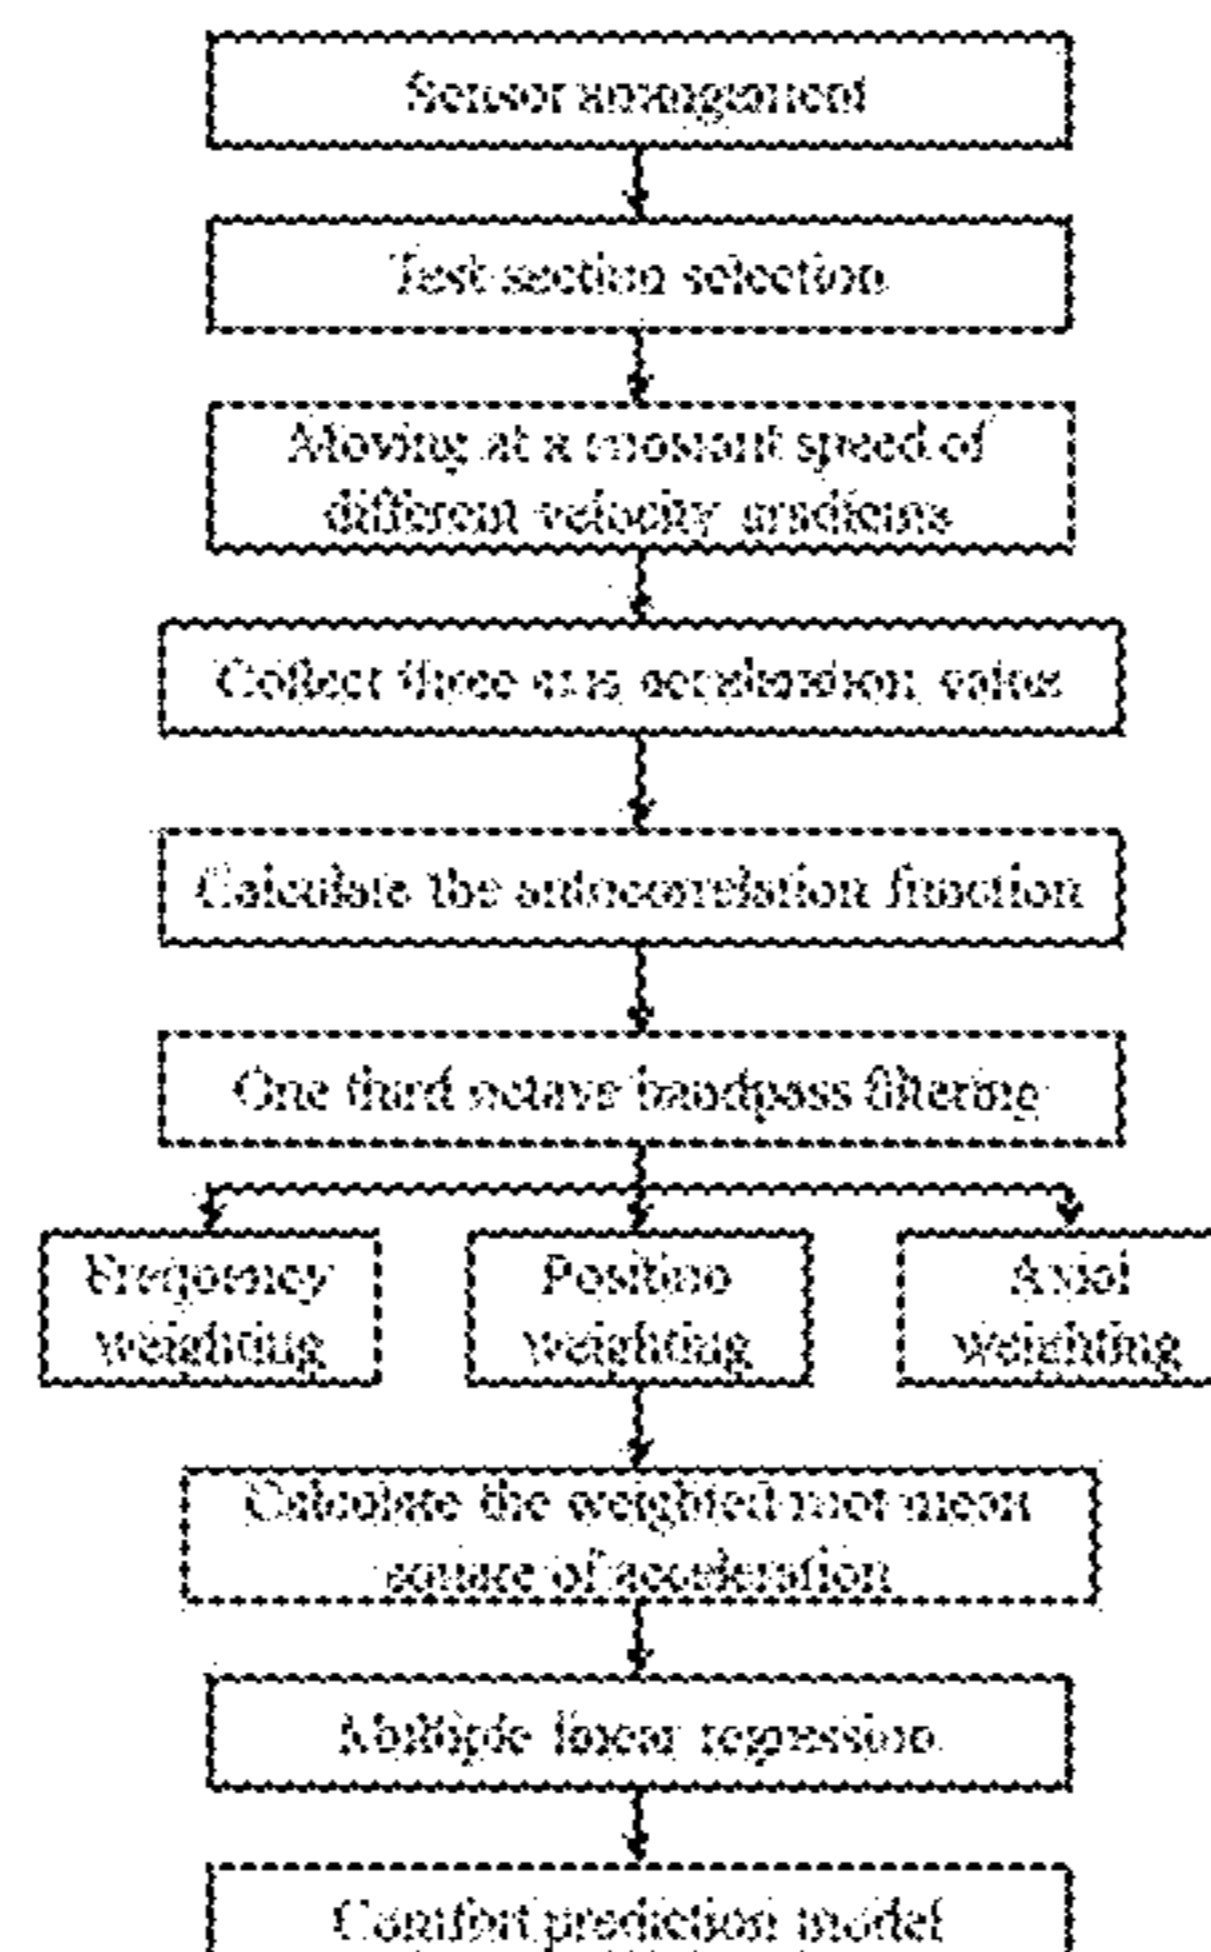 Sensor arrangement
Test section selection
Moving at a constant speed of
different velocity gradients
Collect three axis acceleration value
Calculate the autocorrelation function
One third octave bandpass filtering
Frequency
weighting
Position
weighting
Axial
weighting
Calculate the weighted root mean
square of acceleration
Multiple linear regression
Comfort prediction model